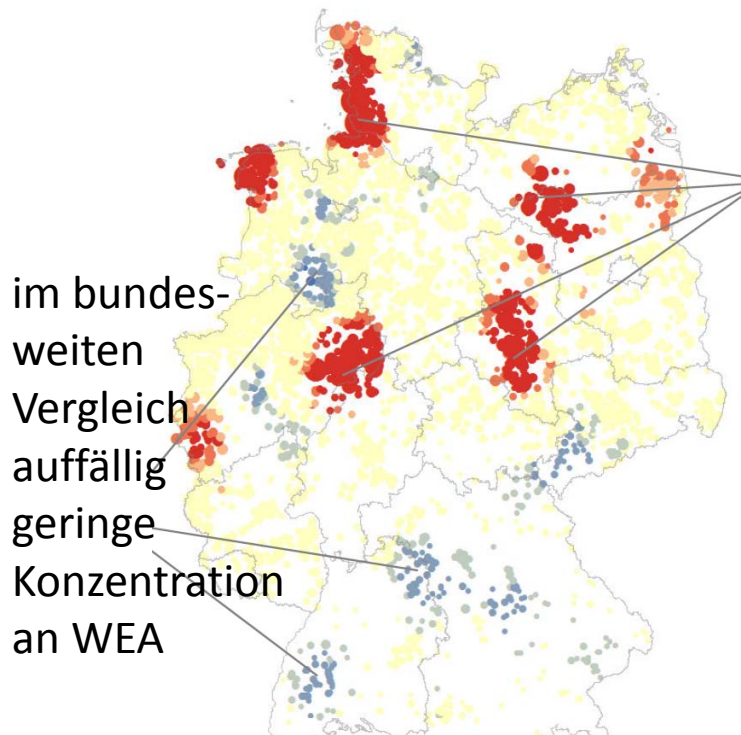 im bundes-
weiten
Vergleich
auffällig
geringe
Konzentration
an WEA